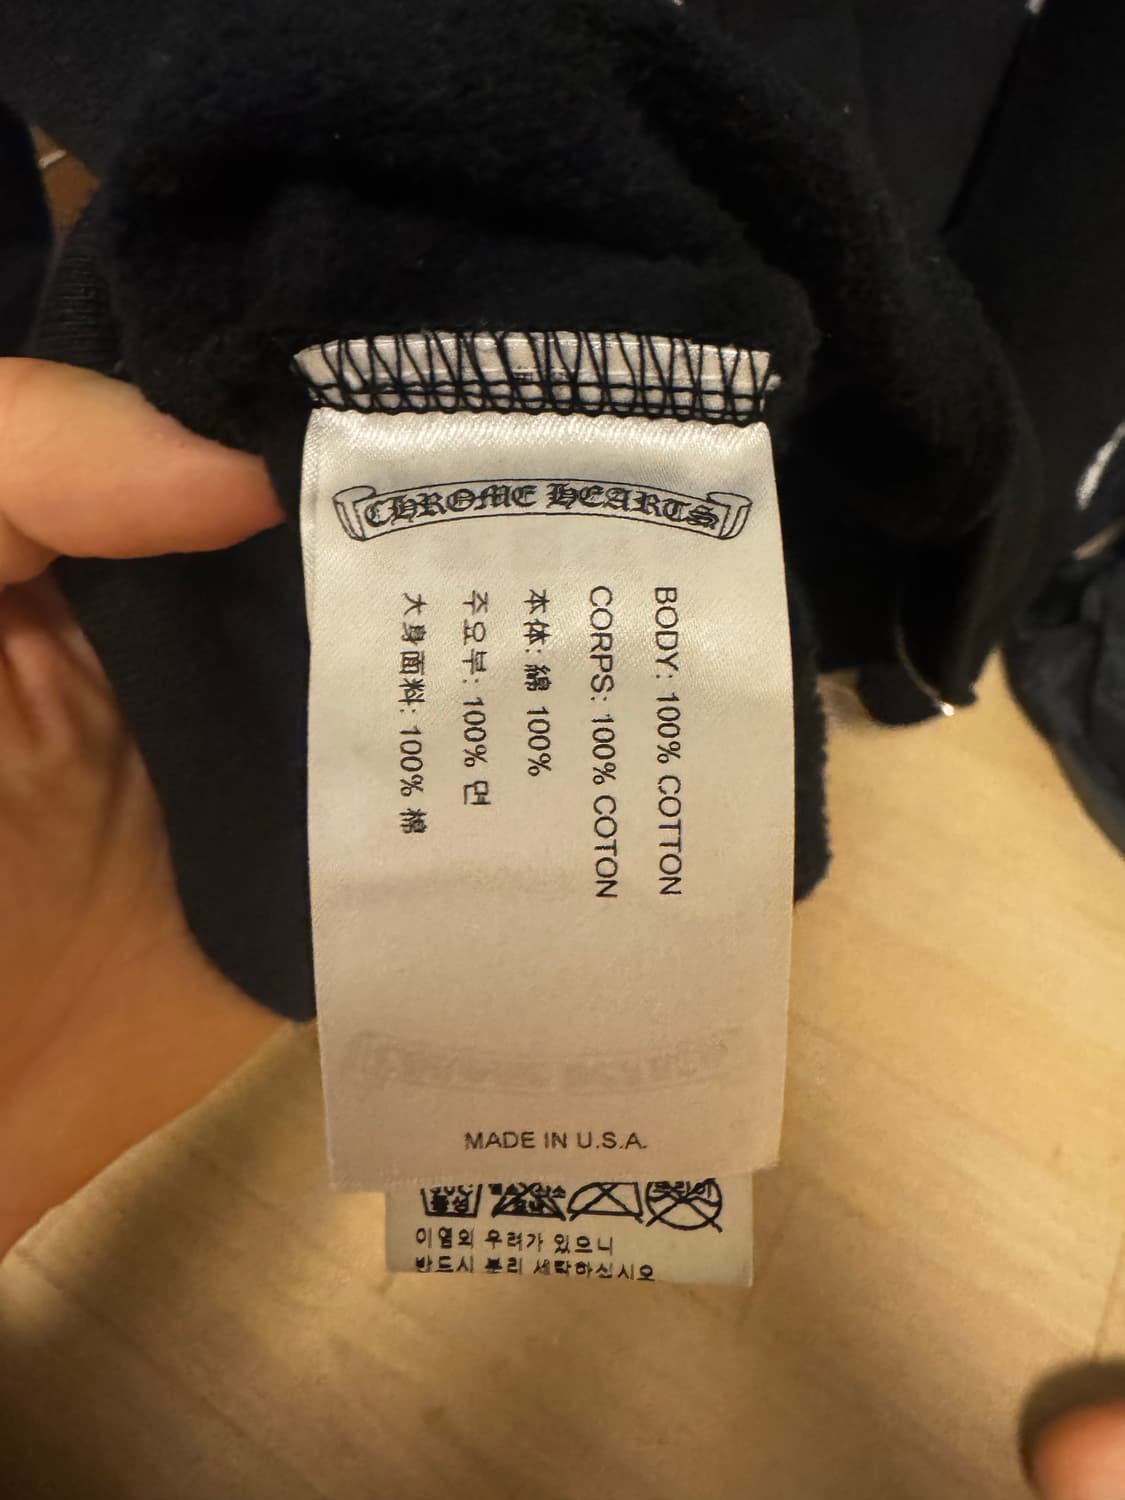 CHROME HEARTS
BODY: 100% COTTON
CORPS: 100% COTON
本体: 綿 100%
주요부: 100% 면
大身面料: 100% 棉
MADE IN U.S.A.
이염의 우려가 있으니
반드시 분리 세탁하십시오